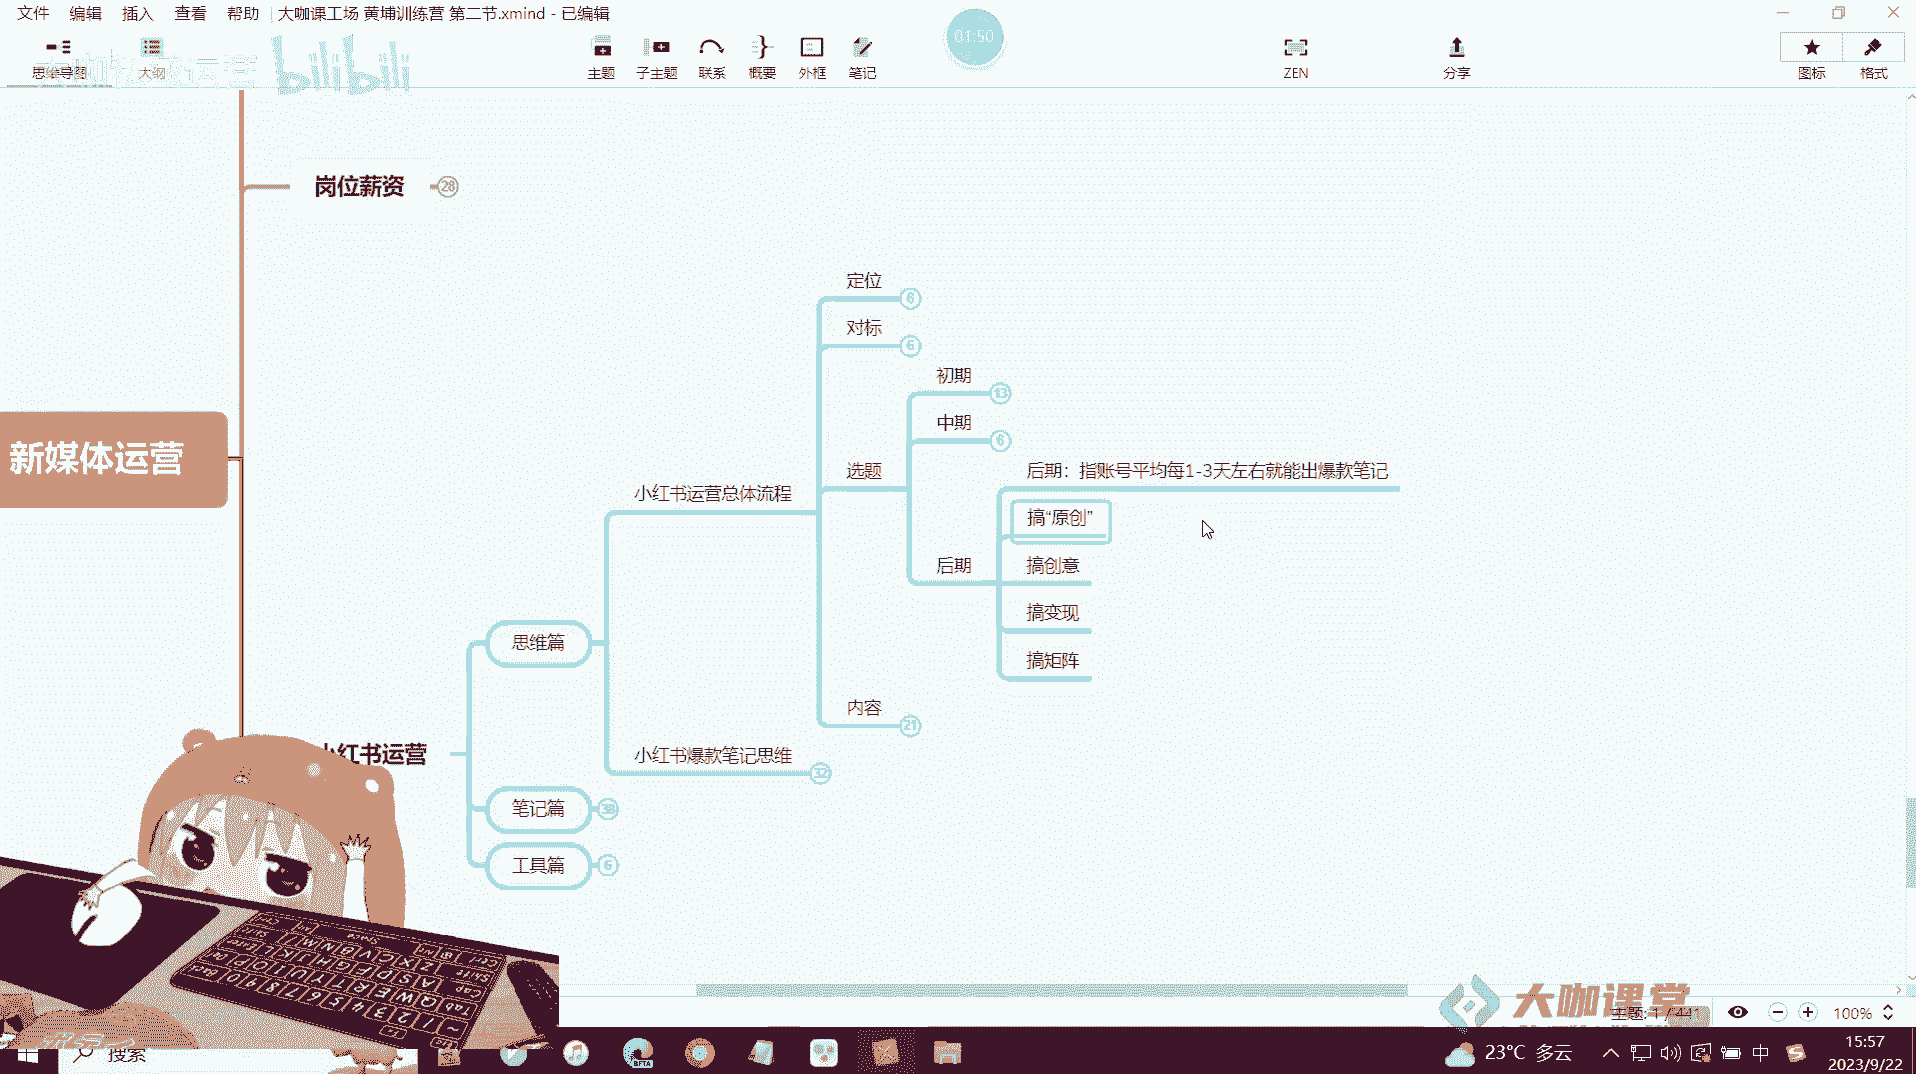 文件 编辑 插入 查看 帮助 大咖课工场 黄埔训练营 第二节.xmind - 已编辑
01:50
思维导图 大纲 主题 子主题 联系 概要 外框 笔记 ZEN 分享 图标 格式
bilibili
岗位薪资 28
定位 6
对标 6
初期 13
中期 6
新媒体运营
选题
后期：指账号平均每1-3天左右就能出爆款笔记
小红书运营总体流程
搞“原创”
后期
搞创意
搞变现
思维篇
搞矩阵
内容 21
小红书运营
小红书爆款笔记思维 32
笔记篇 38
工具篇 6
大咖课堂
100%
搜索
BETA
23°C 多云
中
15:57
2023/9/22